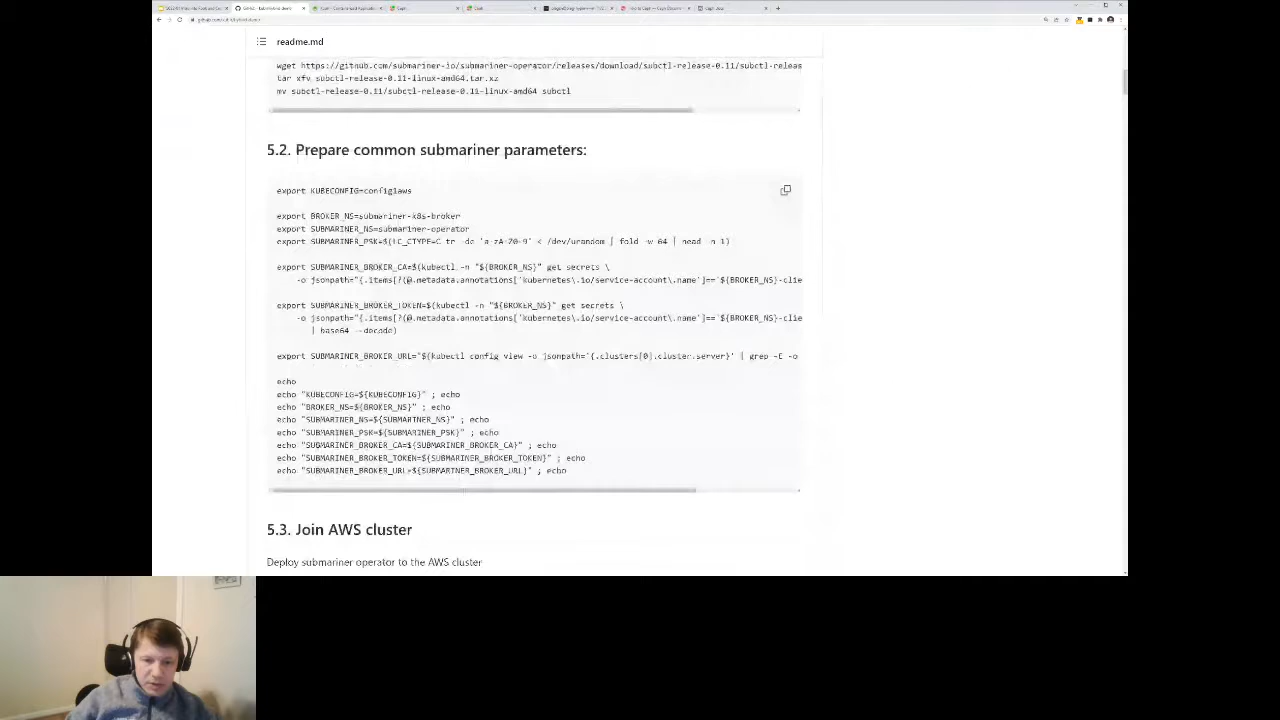 readme.md
wget https://github.com/submariner-io/submariner-operator/releases/download/subctl-release-0.11/subctl-releas
tar xfv subctl-release-0.11-linux-amd64.tar.xz
mv subctl-release-0.11/subctl-release-0.11-linux-amd64 subctl
5.2. Prepare common submariner parameters:
export KUBECONFIG=config1aws
export BROKER_NS=submariner-k8s-broker
export SUBMARINER_NS=submariner-operator
export SUBMARINER_PSK=$(LC_CTYPE=C tr -dc 'a-zA-Z0-9' < /dev/urandom | fold -w 64 | head -n 1)
export SUBMARINER_BROKER_CA=$(kubectl -n "${BROKER_NS}" get secrets \
-o jsonpath="{.items[?(@.metadata.annotations['kubernetes\.io/service-account\.name']=='${BROKER_NS}-clie
export SUBMARINER_BROKER_TOKEN=$(kubectl -n "${BROKER_NS}" get secrets \
-o jsonpath="{.items[?(@.metadata.annotations['kubernetes\.io/service-account\.name']=='${BROKER_NS}-clie
| base64 --decode)
export SUBMARINER_BROKER_URL="$(kubectl config view -o jsonpath='{.clusters[0].cluster.server}' | grep -E -o
echo
echo "KUBECONFIG=${KUBECONFIG}" ; echo
echo "BROKER_NS=${BROKER_NS}" ; echo
echo "SUBMARINER_NS=${SUBMARINER_NS}" ; echo
echo "SUBMARINER_PSK=${SUBMARINER_PSK}" ; echo
echo "SUBMARINER_BROKER_CA=${SUBMARINER_BROKER_CA}" ; echo
echo "SUBMARINER_BROKER_TOKEN=${SUBMARINER_BROKER_TOKEN}" ; echo
echo "SUBMARINER_BROKER_URL=${SUBMARINER_BROKER_URL}" ; echo
5.3. Join AWS cluster
Deploy submariner operator to the AWS cluster